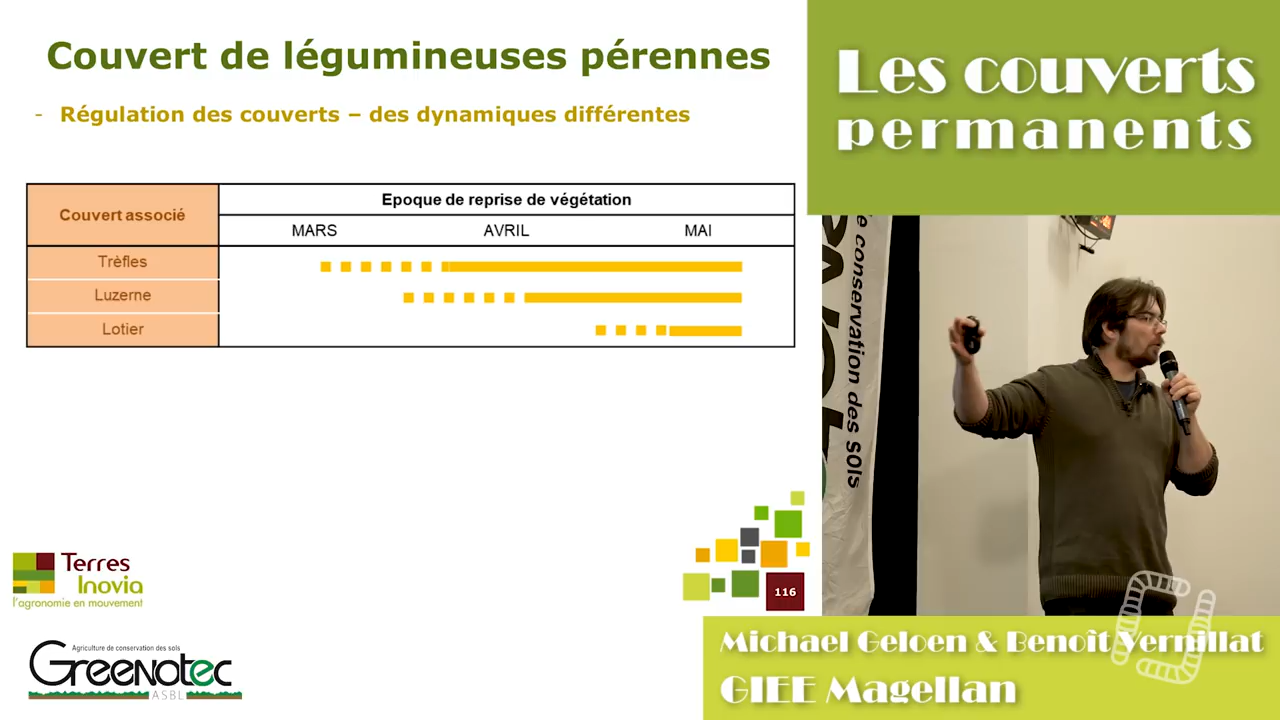 Couvert de légumineuses pérennes
- Régulation des couverts – des dynamiques différentes
Couvert associé
Epoque de reprise de végétation
MARS AVRIL MAI
Trèfles
Luzerne
Lotier
116
Terres
Inovia
l'agronomie en mouvement
Agriculture de conservation des sols
Greenotec
ASBL
Les couverts
permanents
e conservation des sols
Michael Geloen & Benoît Vernillat
GIEE Magellan